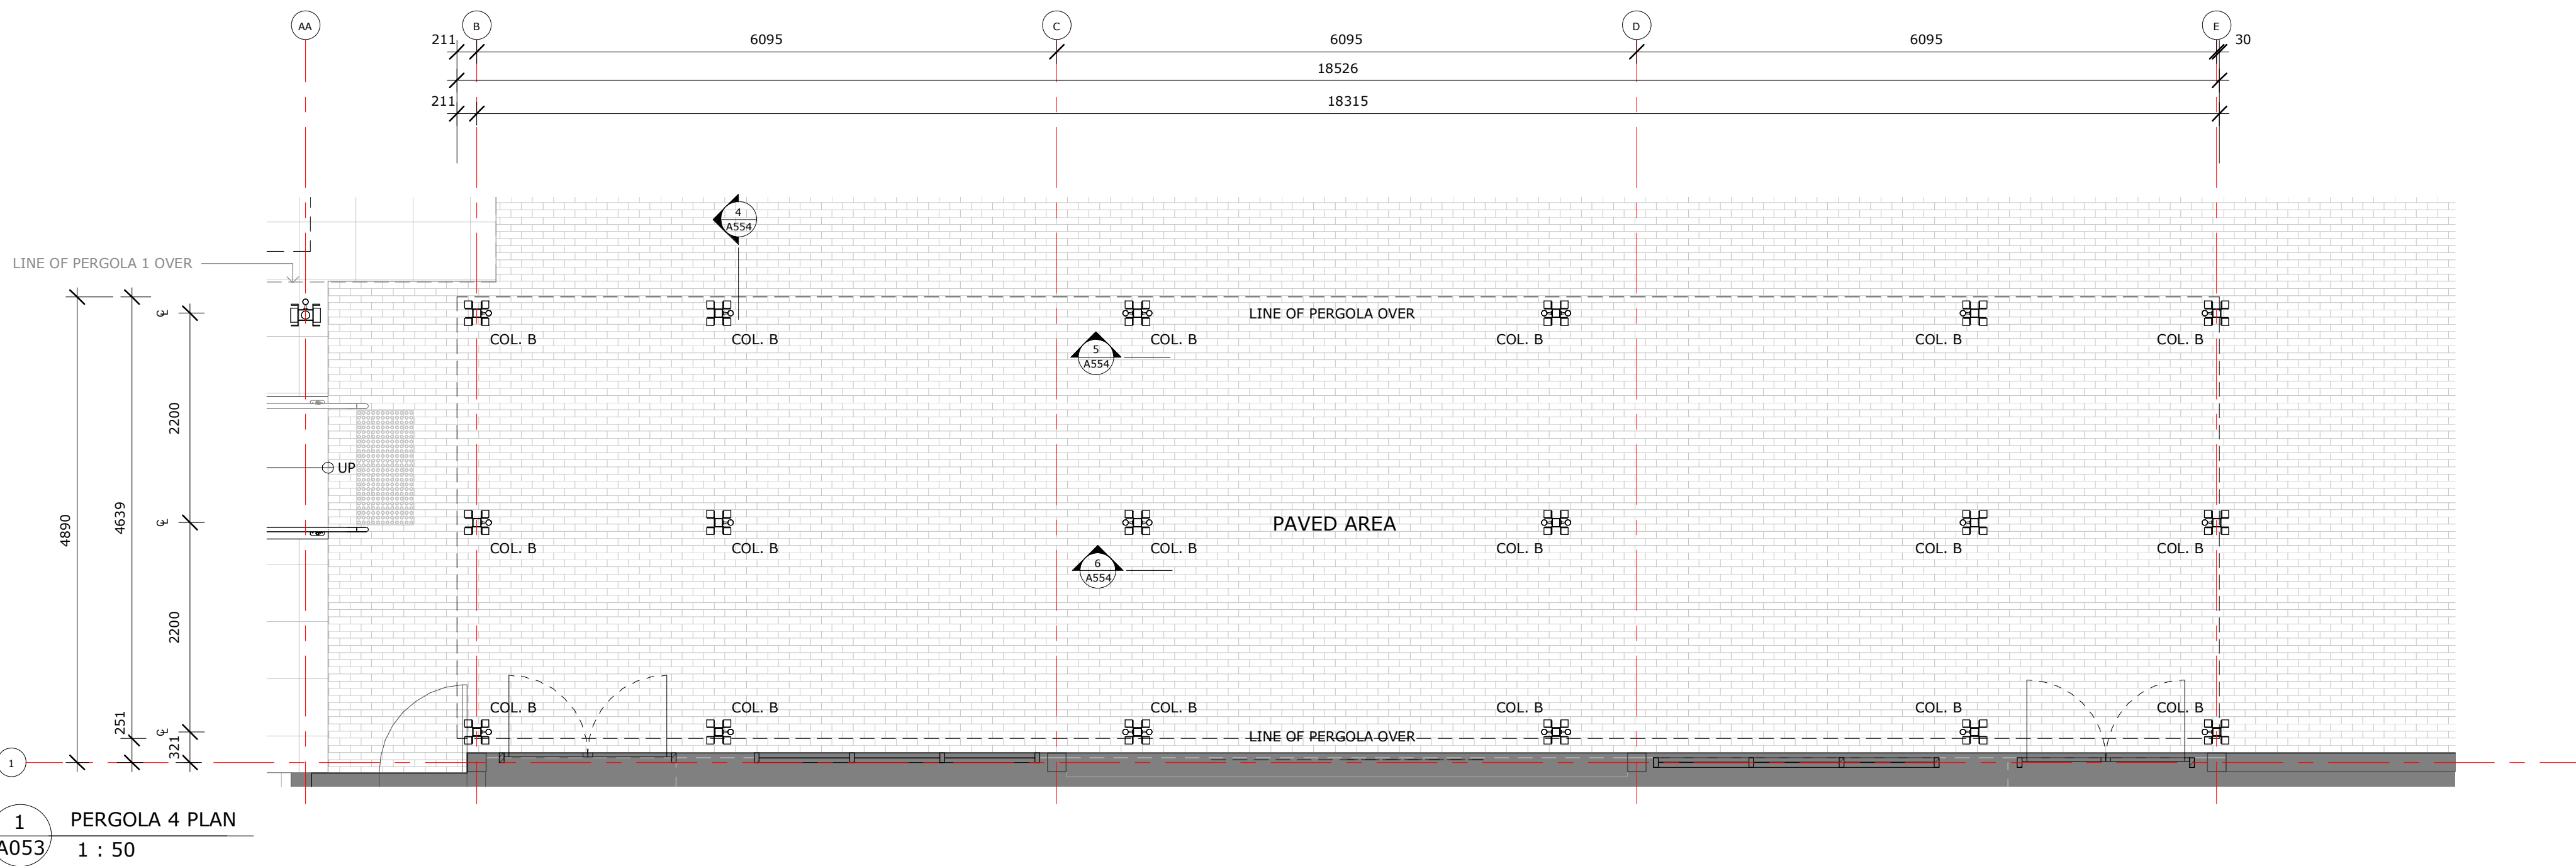 AA
B
C
D
E
211
6095
6095
6095
30
18526
211
18315
4
A554
LINE OF PERGOLA 1 OVER
LINE OF PERGOLA OVER
COL. B
COL. B
COL. B
COL. B
COL. B
COL. B
5
A554
2200
4639
4890
UP
PAVED AREA
COL. B
COL. B
COL. B
COL. B
COL. B
COL. B
6
A554
2200
COL. B
COL. B
COL. B
COL. B
COL. B
COL. B
251
321
LINE OF PERGOLA OVER
1
1
A053
PERGOLA 4 PLAN
1 : 50